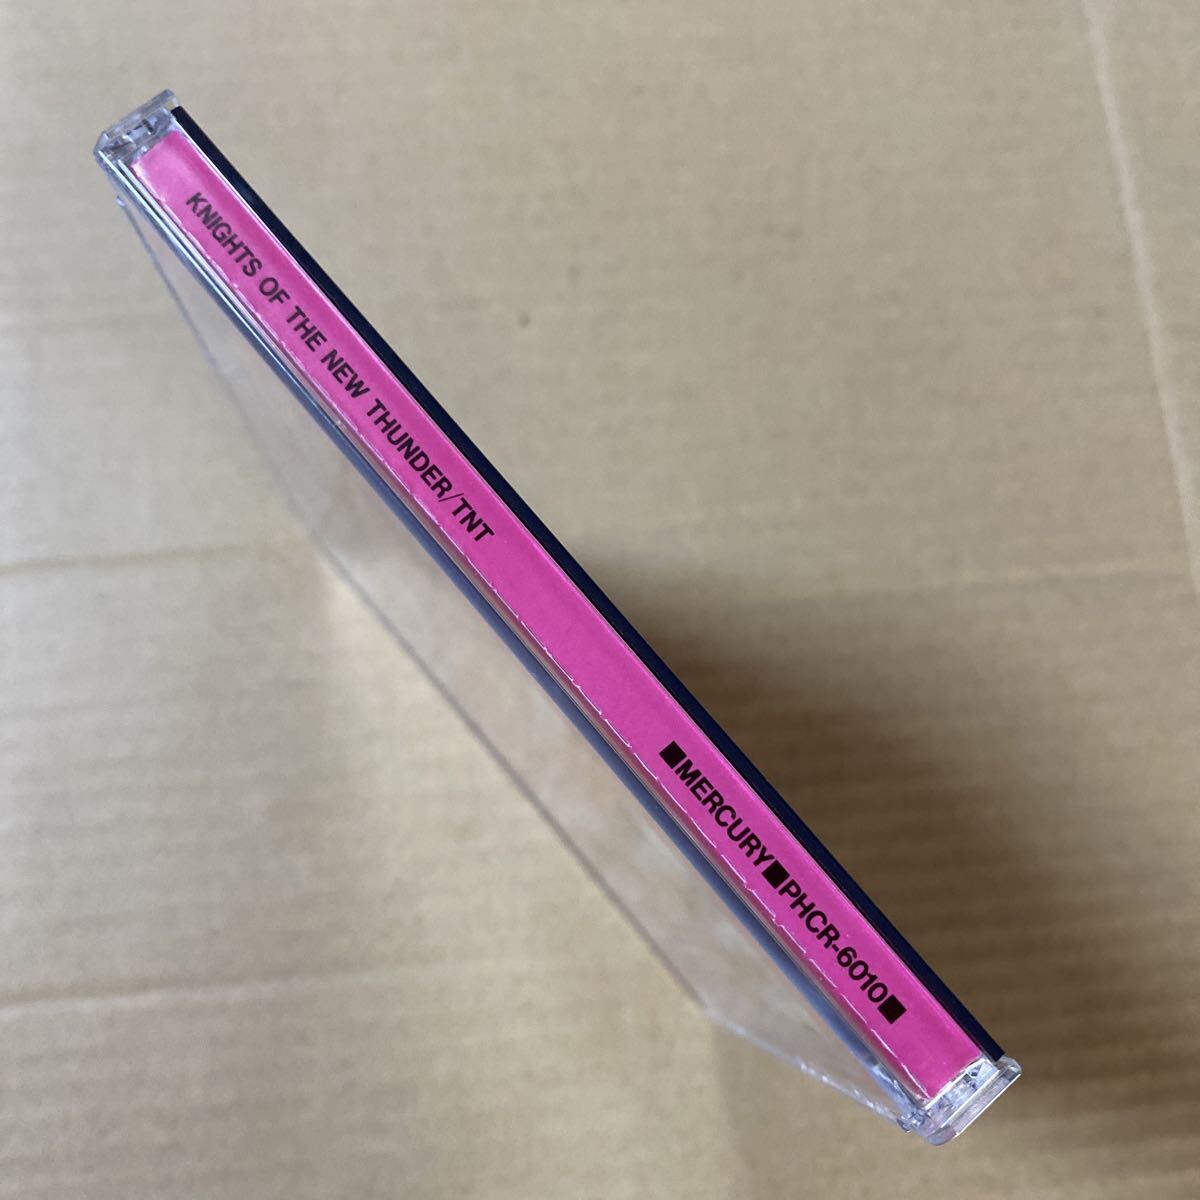 KNIGHTS OF THE NEW THUNDER/TNT
■MERCURY■PHCR-6010■